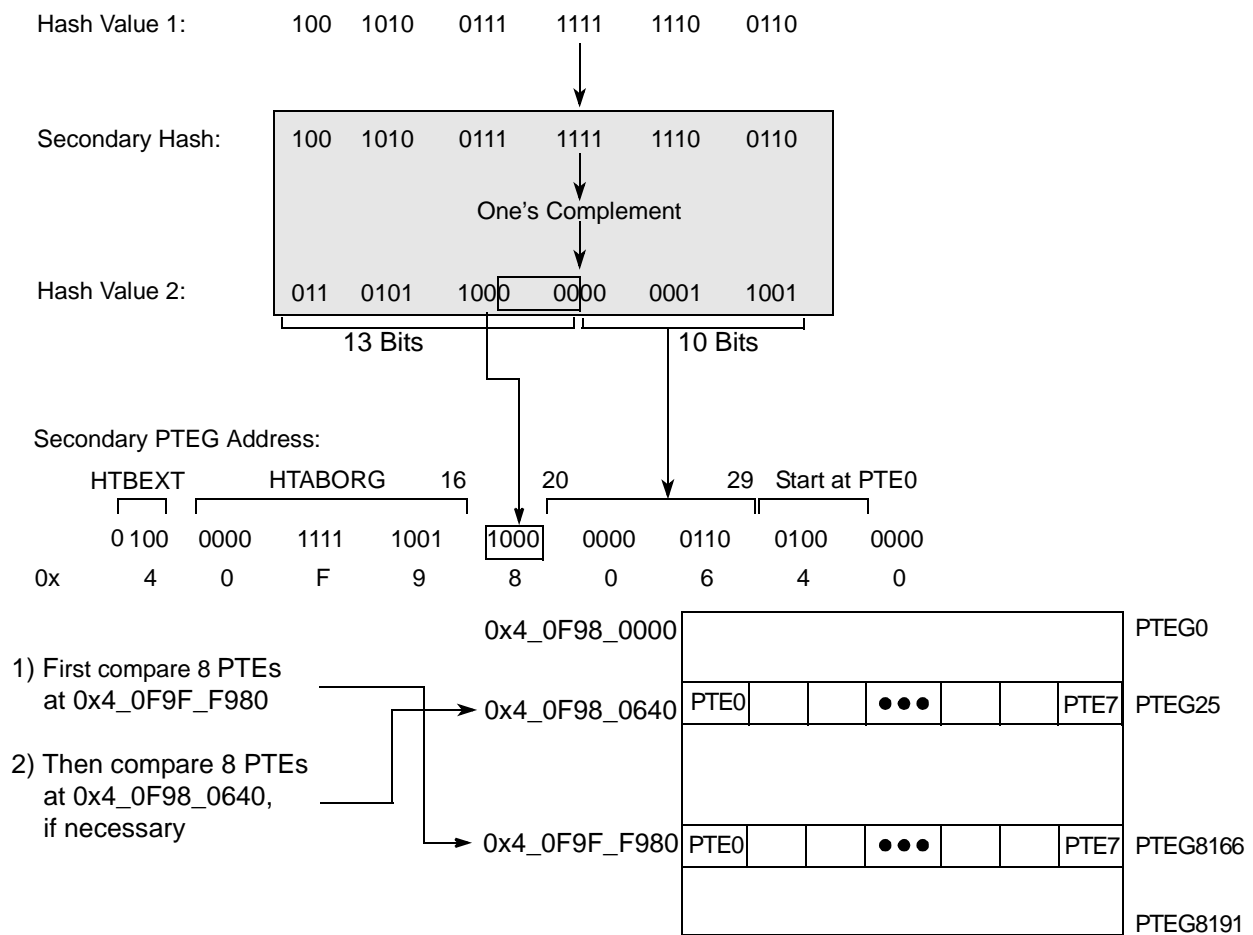 Hash Value 1: 100 1010 0111 1111 1110 0110
Secondary Hash: 100 1010 0111 1111 1110 0110
One's Complement
Hash Value 2: 011 0101 1000 0000 0001 1001
13 Bits 10 Bits
Secondary PTEG Address:
HTBEXT HTABORG 16 20 29 Start at PTE0
0 100 0000 1111 1001 1000 0000 0110 0100 0000
0x 4 0 F 9 8 0 6 4 0
0x4_0F98_0000 PTEG0
1) First compare 8 PTEs
at 0x4_0F9F_F980
0x4_0F98_0640 PTE0 ●●● PTE7 PTEG25
2) Then compare 8 PTEs
at 0x4_0F98_0640,
if necessary
0x4_0F9F_F980 PTE0 ●●● PTE7 PTEG8166
PTEG8191